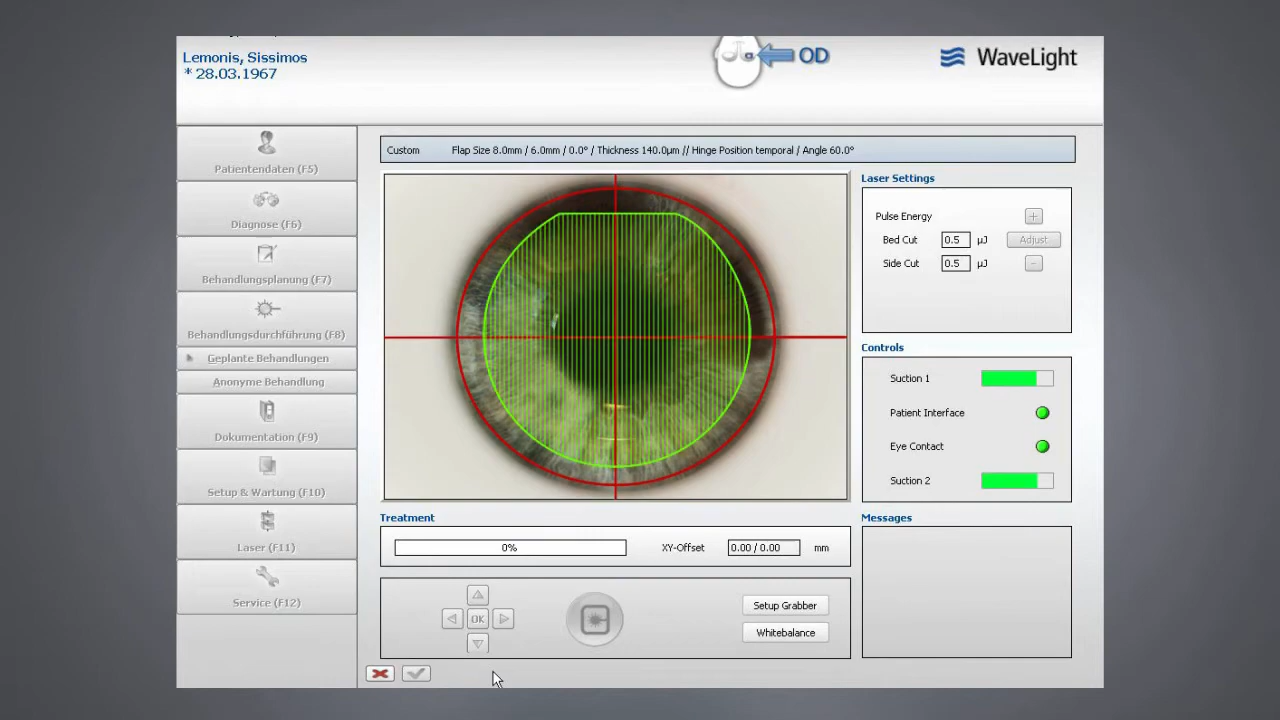 Lemonis, Sissimos
* 28.03.1967
OD
WaveLight
Patientendaten (F5)
Diagnose (F6)
Behandlungsplanung (F7)
Behandlungsdurchführung (F8)
Geplante Behandlungen
Anonyme Behandlung
Dokumentation (F9)
Setup & Wartung (F10)
Laser (F11)
Service (F12)
Custom Flap Size 8.0mm / 6.0mm / 0.0° / Thickness 140.0µm // Hinge Position temporal / Angle 60.0°
Laser Settings
Pulse Energy +
Bed Cut 0.5 µJ Adjust
Side Cut 0.5 µJ -
Controls
Suction 1
Patient Interface
Eye Contact
Suction 2
Treatment
0% XY-Offset 0.00 / 0.00 mm
OK
Setup Grabber
Whitebalance
Messages